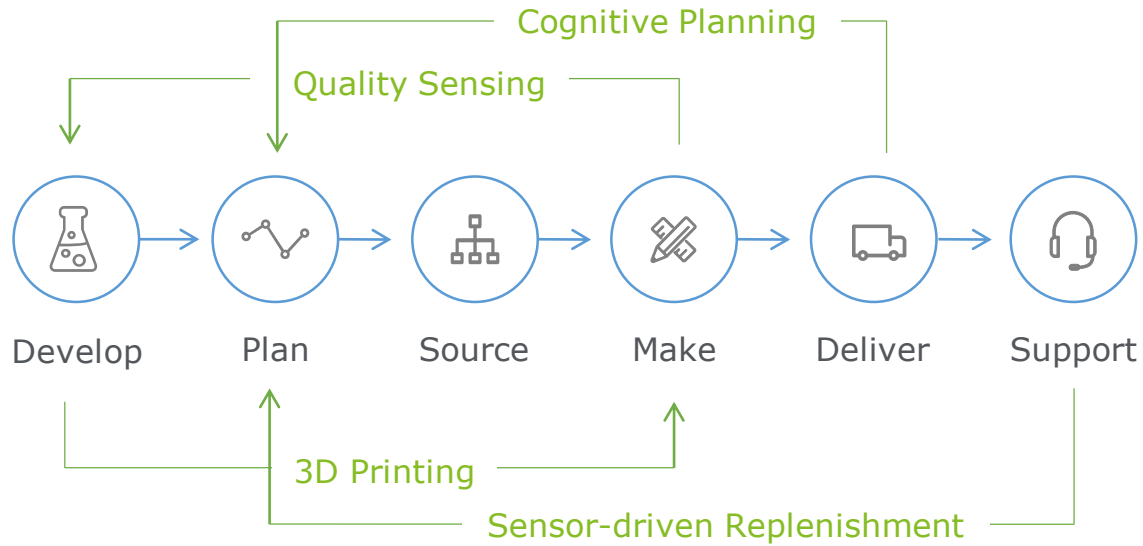 Cognitive Planning
Quality Sensing
Develop
Plan
Source
Make
Deliver
Support
3D Printing
Sensor-driven Replenishment